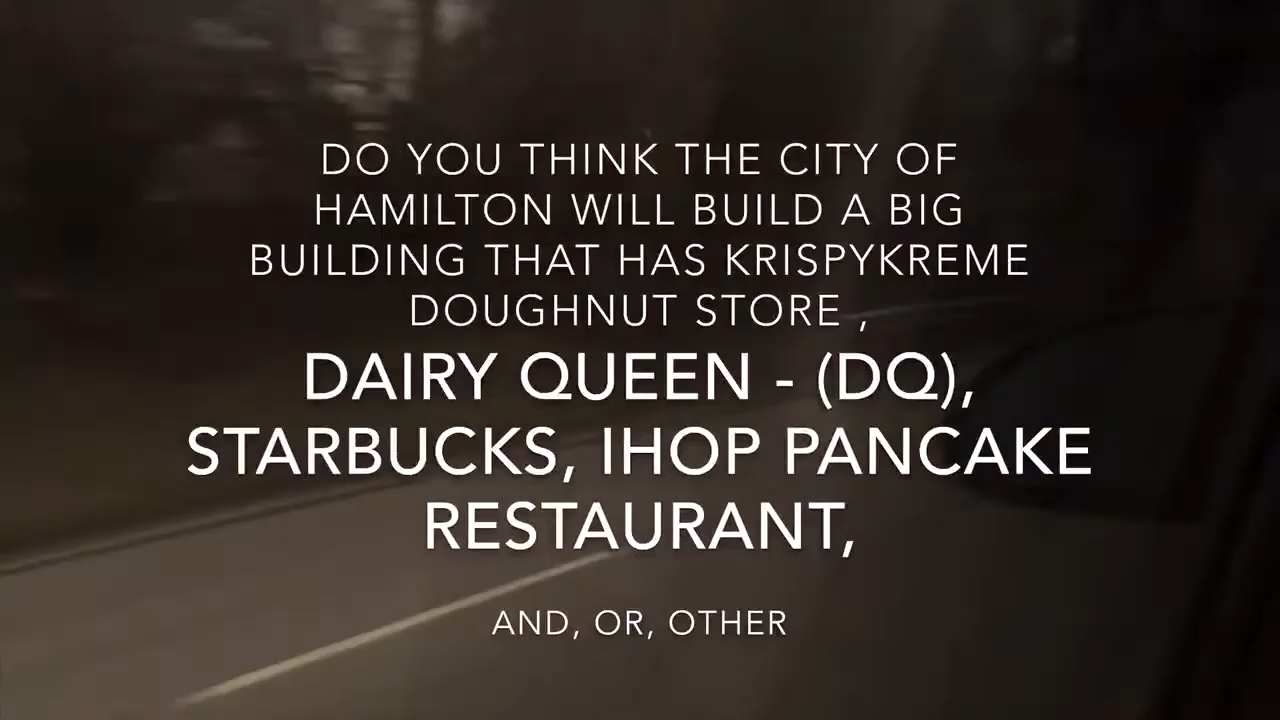 DO YOU THINK THE CITY OF
HAMILTON WILL BUILD A BIG
BUILDING THAT HAS KRISPYKREME
DOUGHNUT STORE ,
DAIRY QUEEN - (DQ),
STARBUCKS, IHOP PANCAKE
RESTAURANT,
AND, OR, OTHER